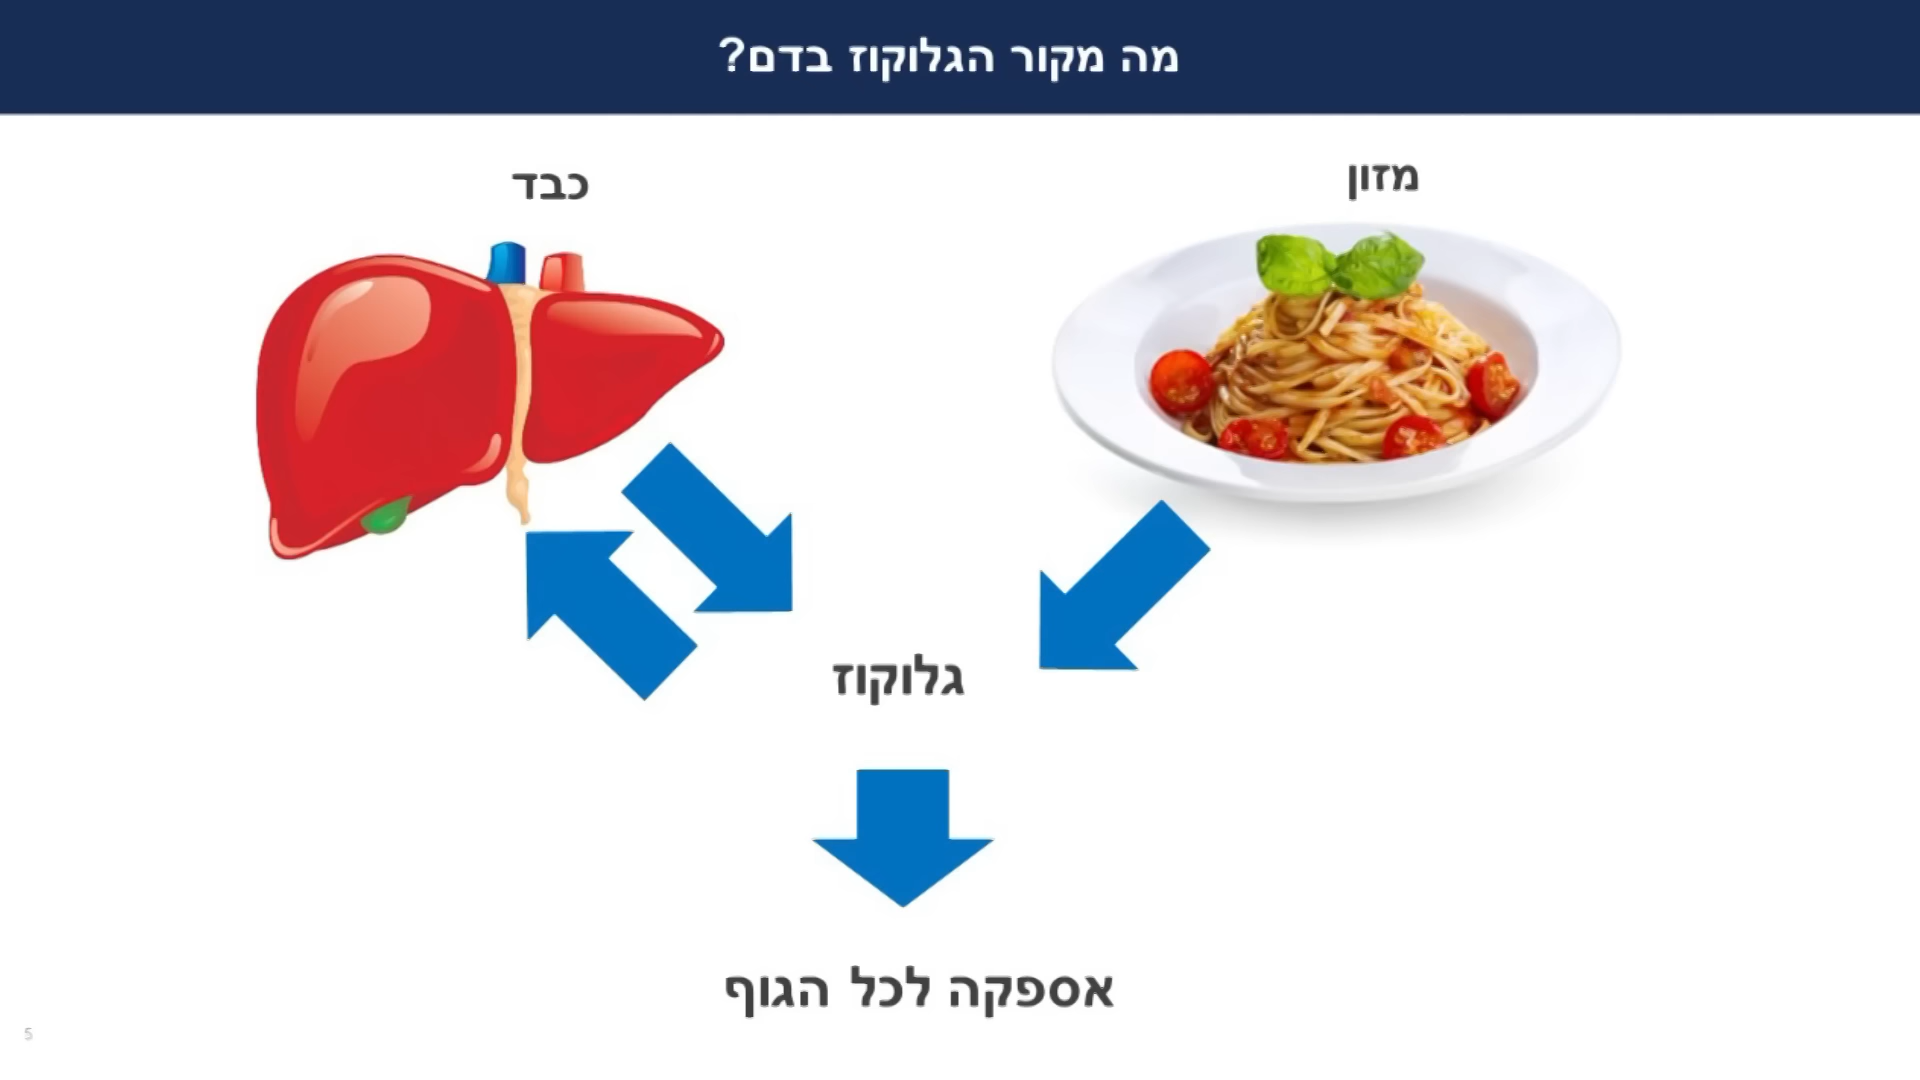 מה מקור הגלוקוז בדם?
מזון
כבד
גלוקוז
אספקה לכל הגוף
5